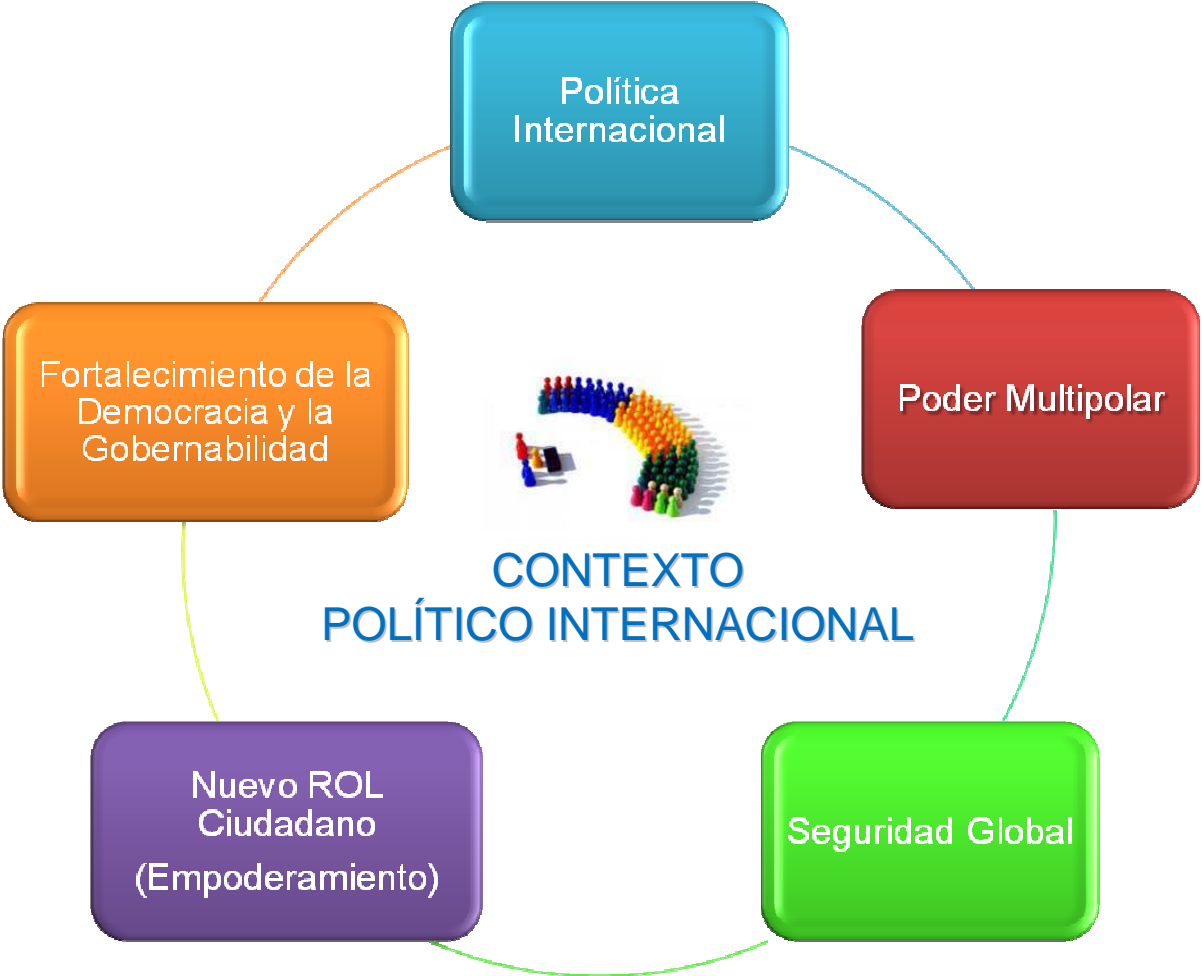 Política
Internacional
Poder Multipolar
Seguridad Global
Nuevo ROL
Ciudadano
(Empoderamiento)
Fortalecimiento de la
Democracia y la
Gobernabilidad
CONTEXTO
POLÍTICO INTERNACIONAL